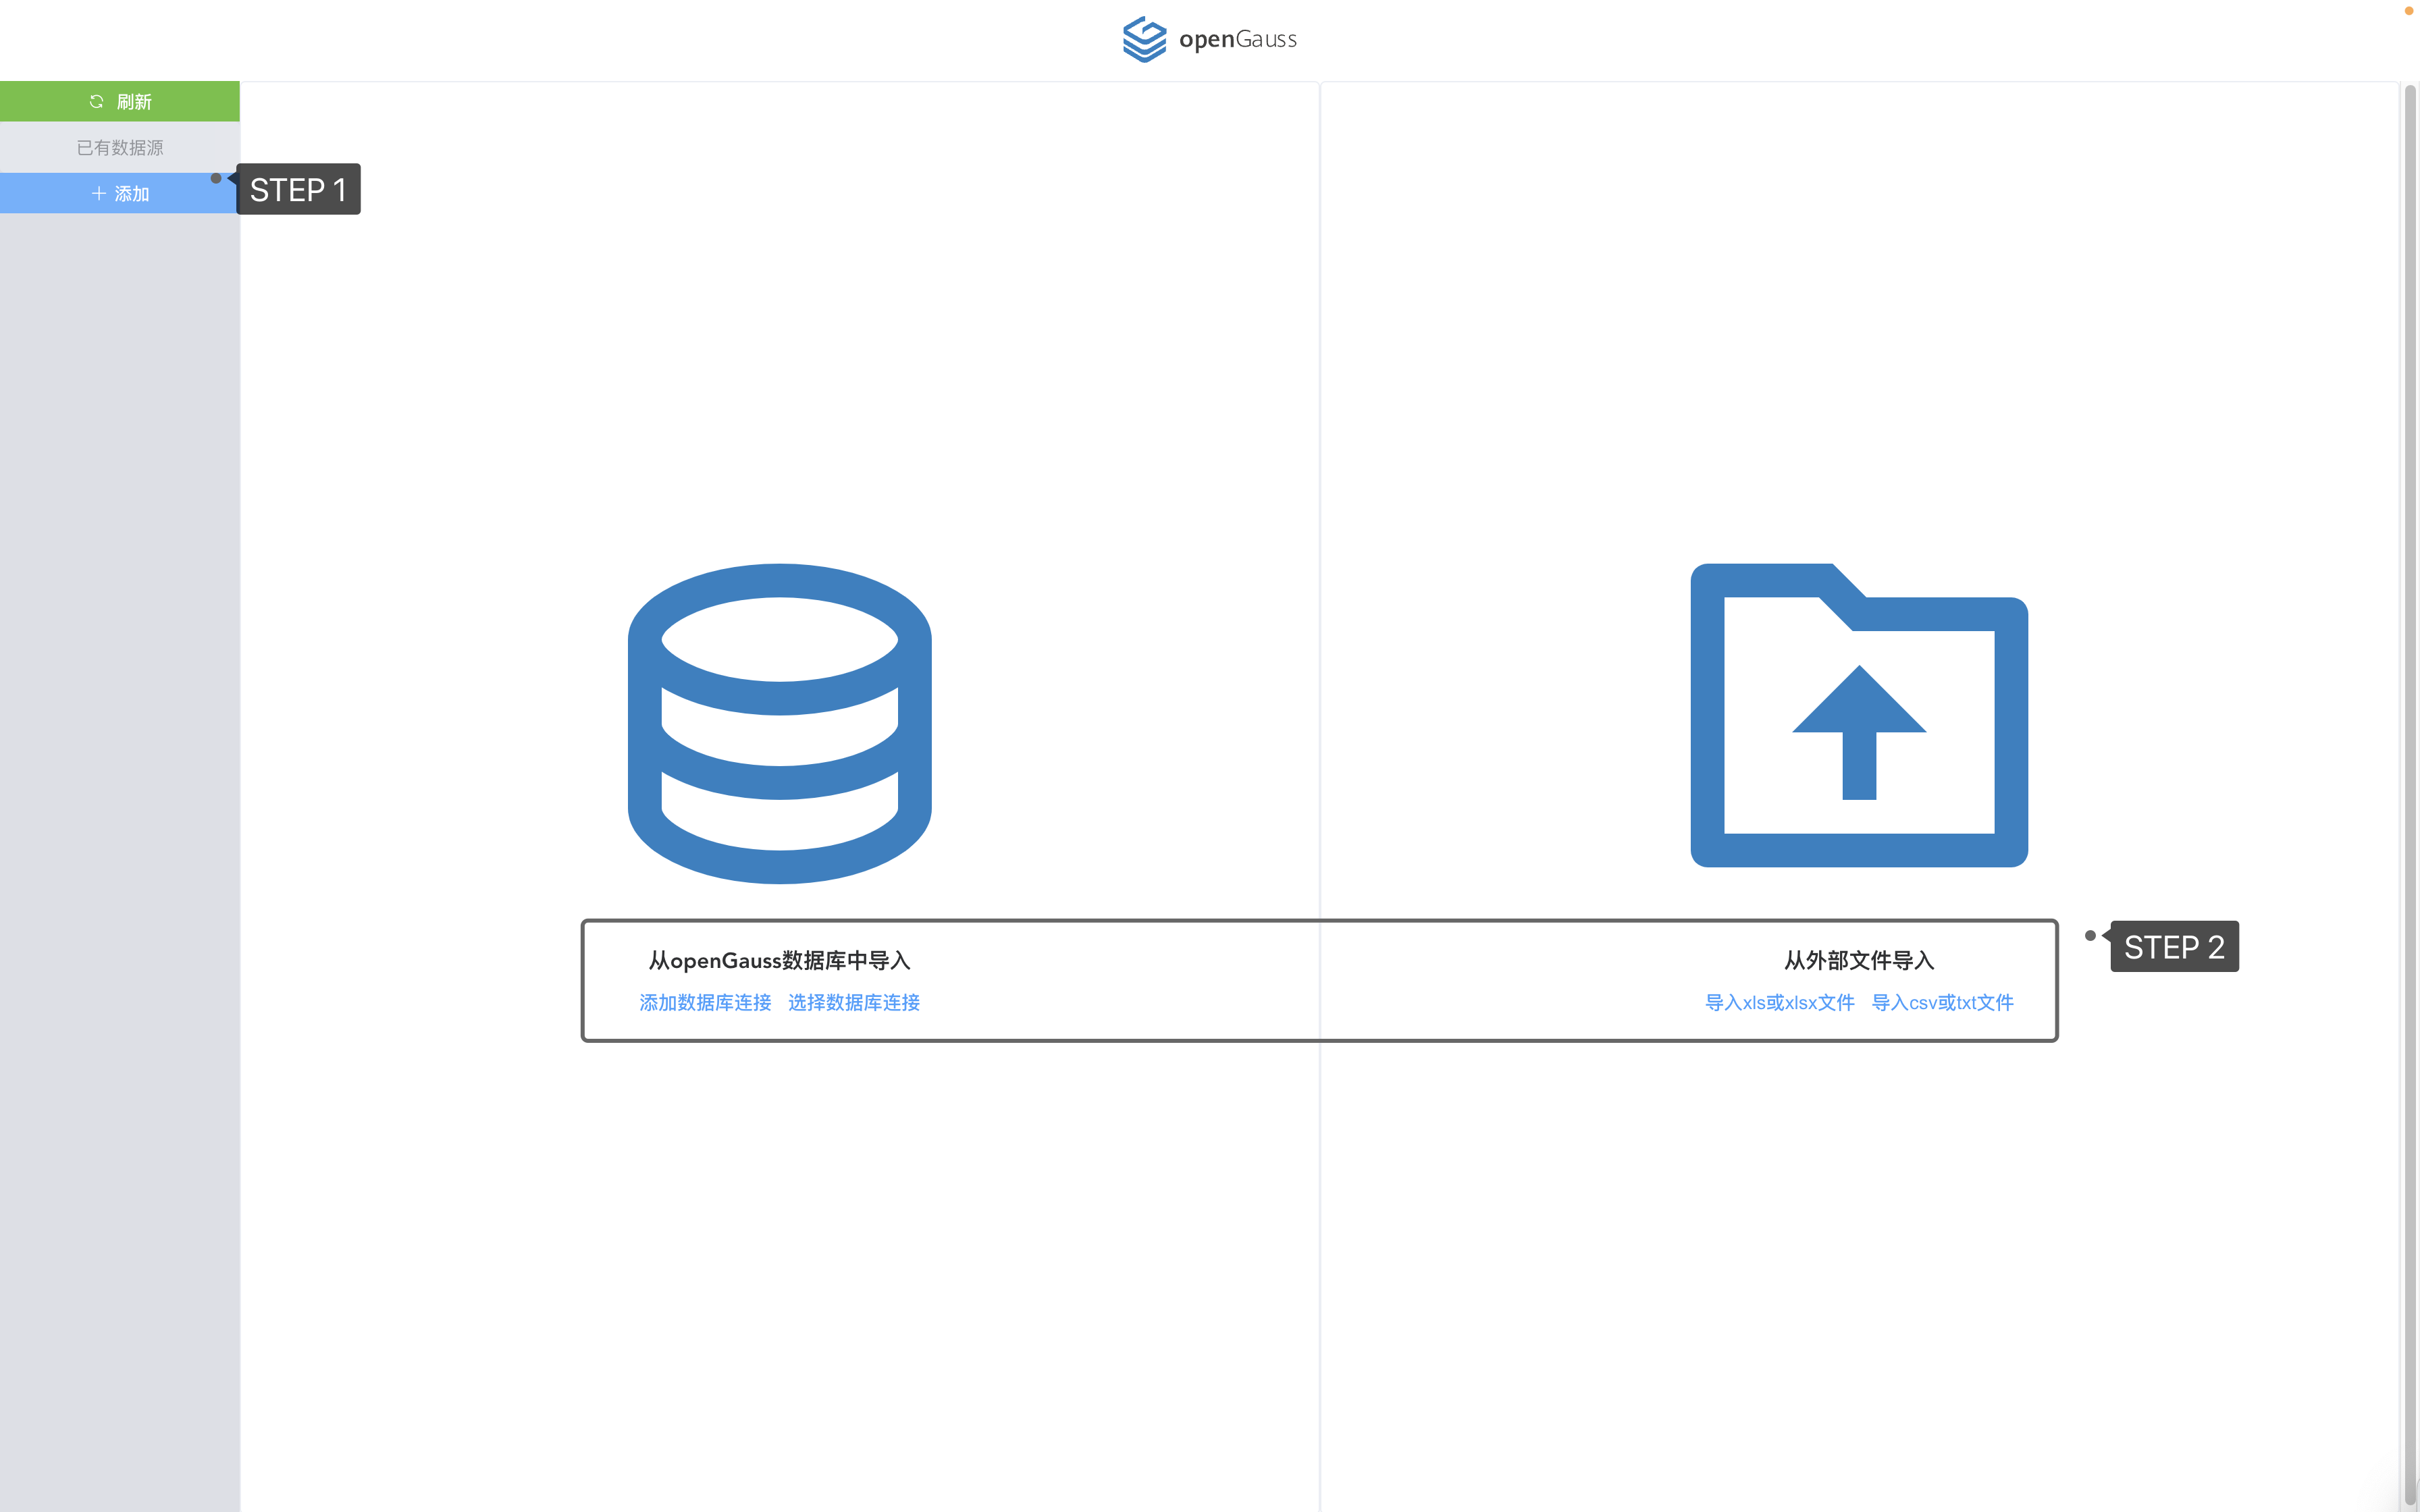 openGauss
刷新
已有数据源
添加
STEP 1
从openGauss数据库中导入
添加数据库连接 选择数据库连接
从外部文件导入
导入xls或xlsx文件 导入csv或txt文件
STEP 2